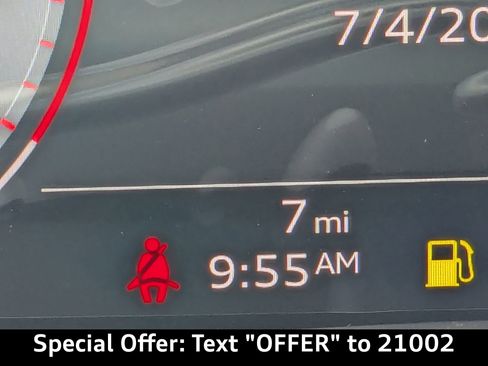 7/4/20
7 mi
9:55 AM
Special Offer: Text "OFFER" to 21002